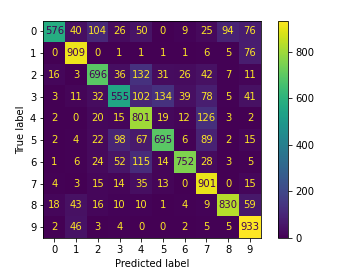 0 576 40 104 26 50 0 9 25 94 76
1 0 909 0 1 1 1 1 6 5 76
2 16 3 696 36 132 31 26 42 7 11
3 3 11 32 555 102 134 39 78 5 41
4 2 0 20 15 801 19 12 126 3 2
5 2 4 22 98 67 695 6 89 2 15
6 1 6 24 52 115 14 752 28 3 5
7 4 3 15 14 35 13 0 901 0 15
8 18 43 16 10 10 1 4 9 830 59
9 2 46 3 4 0 0 2 5 5 933
0 1 2 3 4 5 6 7 8 9
Predicted label
True label
800
600
400
200
0